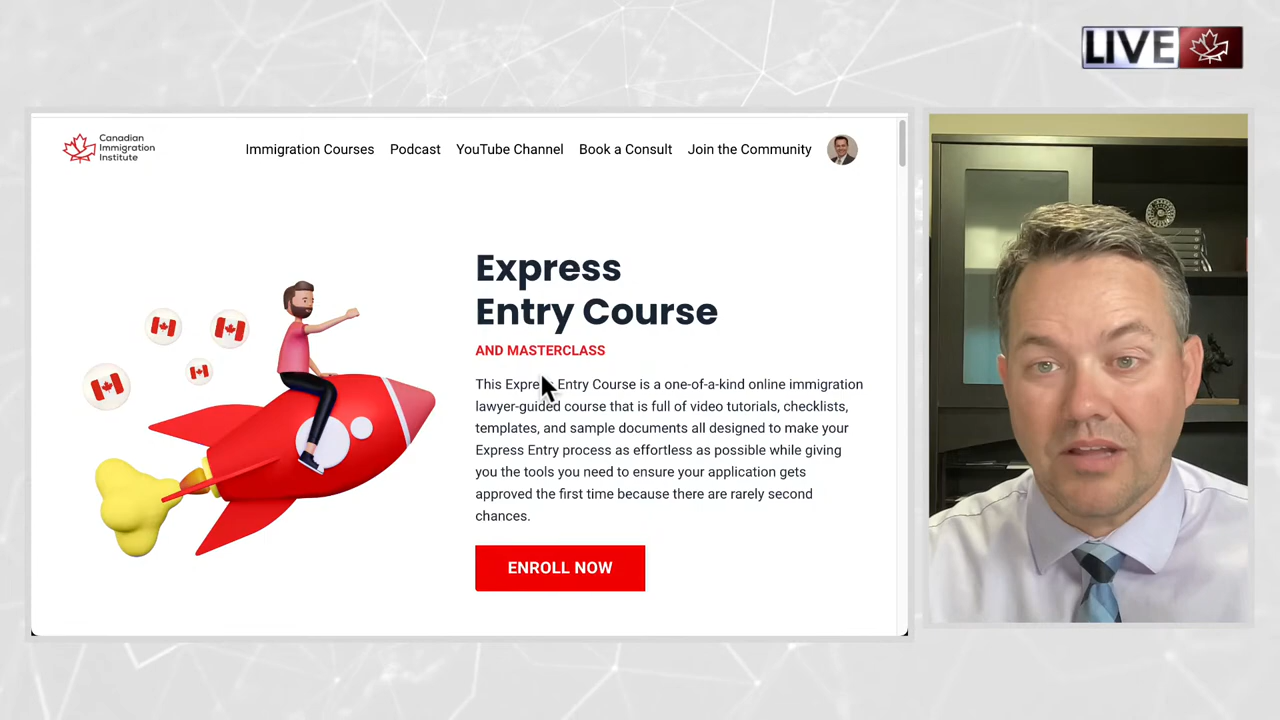 LIVE
Canadian
Immigration
Institute
Immigration Courses Podcast YouTube Channel Book a Consult Join the Community
Express
Entry Course
AND MASTERCLASS
This Express Entry Course is a one-of-a-kind online immigration
lawyer-guided course that is full of video tutorials, checklists,
templates, and sample documents all designed to make your
Express Entry process as effortless as possible while giving
you the tools you need to ensure your application gets
approved the first time because there are rarely second
chances.
ENROLL NOW